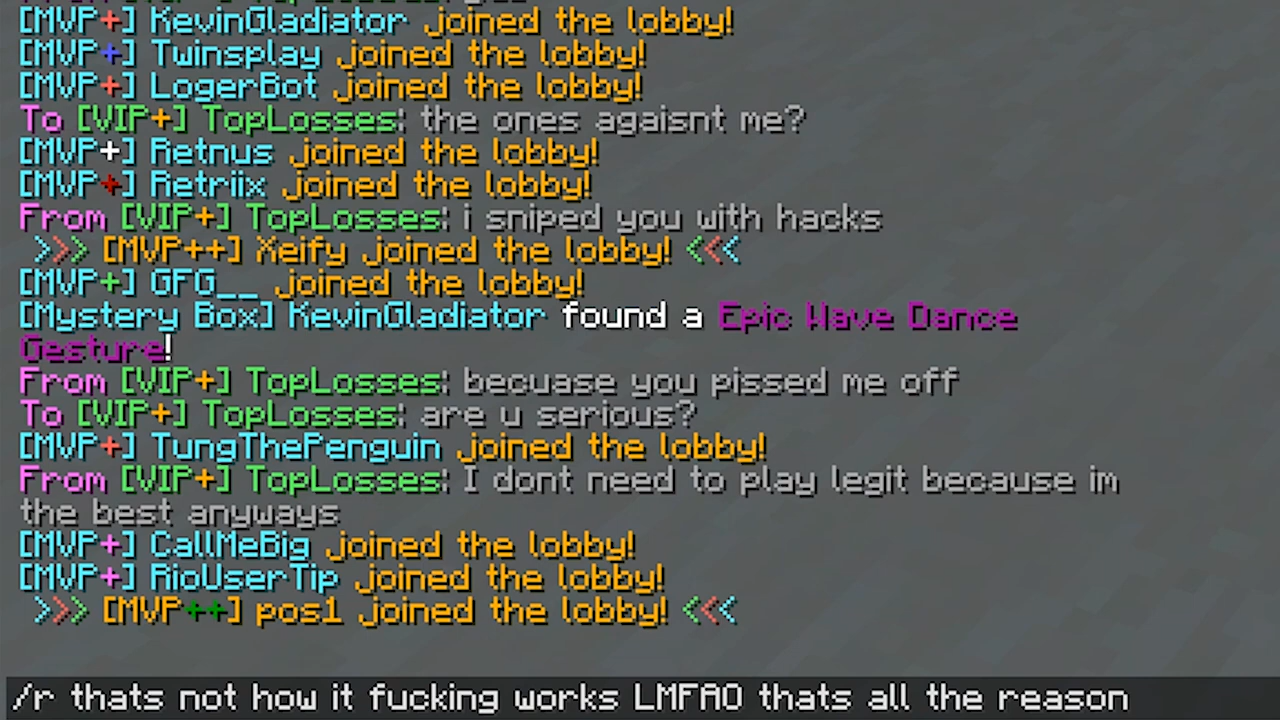 [MVP+] KevinGladiator joined the lobby!
[MVP+] Twinsplay joined the lobby!
[MVP+] LogerBot joined the lobby!
To [VIP+] TopLosses: the ones agaisnt me?
[MVP+] Retnus joined the lobby!
[MVP+] Retriix joined the lobby!
From [VIP+] TopLosses: i sniped you with hacks
>>> [MVP++] Xeify joined the lobby! <<<
[MVP+] GFG__ joined the lobby!
[Mystery Box] KevinGladiator found a Epic Wave Dance
Gesture!
From [VIP+] TopLosses: becuase you pissed me off
To [VIP+] TopLosses: are u serious?
[MVP+] TungThePenguin joined the lobby!
From [VIP+] TopLosses: I dont need to play legit because im
the best anyways
[MVP+] CallMeBig joined the lobby!
[MVP+] RioUserTip joined the lobby!
>>> [MVP++] pos1 joined the lobby! <<<
/r thats not how it fucking works LMFAO thats all the reason